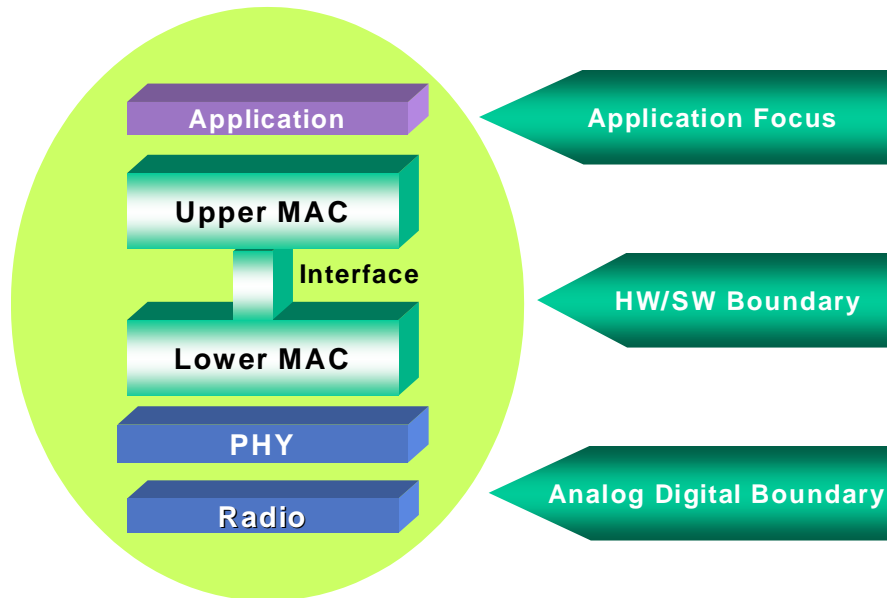 Application
Application Focus
Upper MAC
Interface
HW/SW Boundary
Lower MAC
PHY
Analog Digital Boundary
Radio